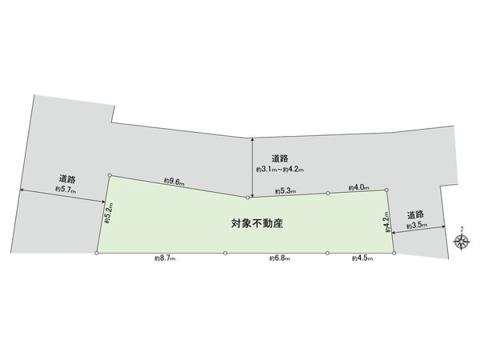 道路
約3.1m～約4.2m
道路
約5.7m
約9.6m
約5.3m
約4.0m
約5.2m
対象不動産
約4.2m
道路
約3.5m
約8.7m
約6.8m
約4.5m